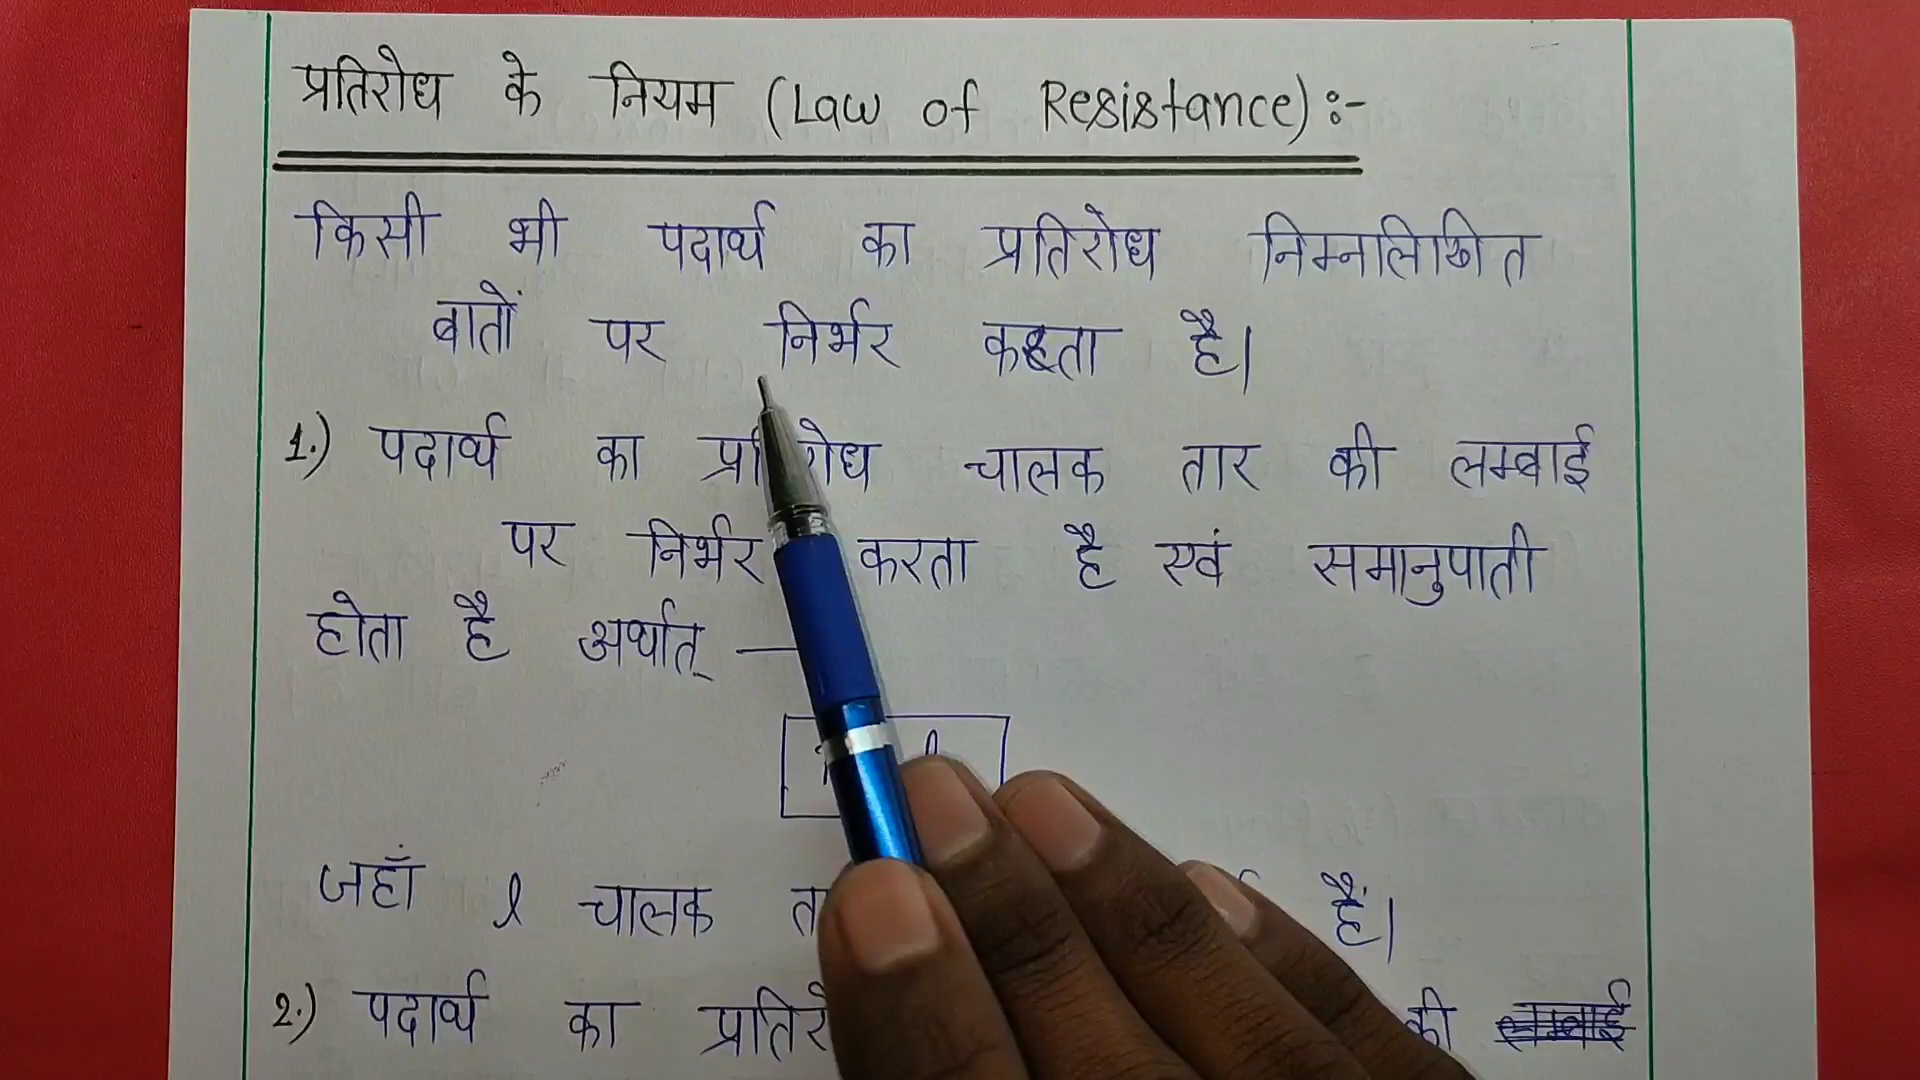 प्रतिरोध के नियम (Law of Resistance):-
किसी भी पदार्थ का प्रतिरोध निम्नलिखित
बातों पर निर्भर करता है।
1.) पदार्थ का चालक तार की लम्बाई
पर निर्भर करता है एवं समानुपाती
होता है अर्थात् —
l
जहाँ l चालक है।
2.) पदार्थ का की